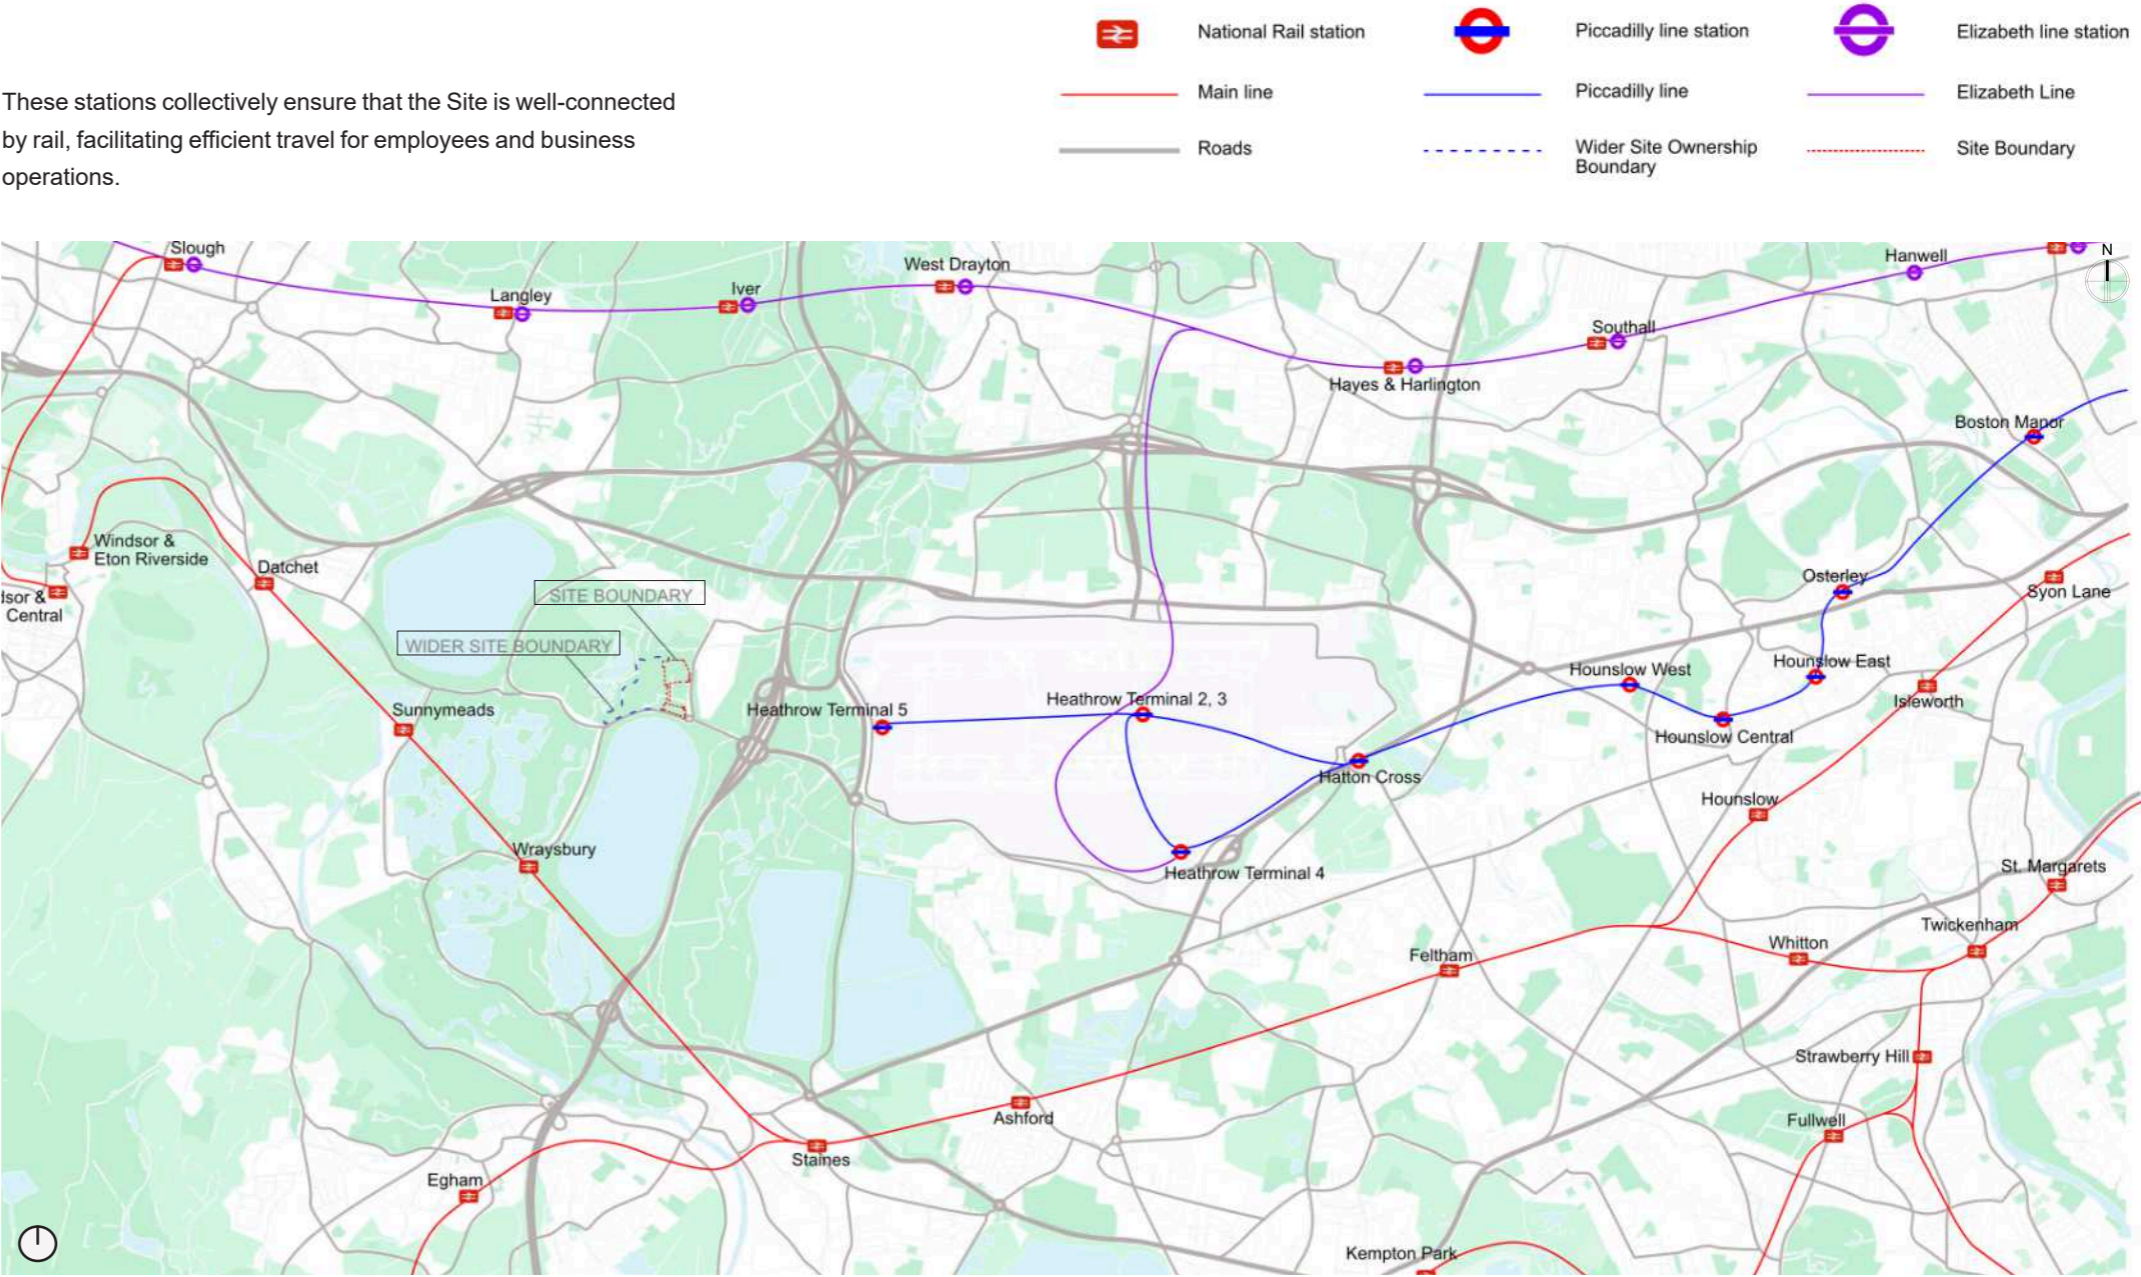 National Rail station
Piccadilly line station
Elizabeth line station
Main line
Piccadilly line
Elizabeth Line
Roads
Wider Site Ownership
Boundary
Site Boundary
These stations collectively ensure that the Site is well-connected
by rail, facilitating efficient travel for employees and business
operations.
Slough
Langley
Iver
West Drayton
Hayes & Harlington
Southall
Hanwell
N
Boston Manor
Windsor &
Eton Riverside
dsor &
Central
Datchet
SITE BOUNDARY
WIDER SITE BOUNDARY
Osterley
Syon Lane
Sunnymeads
Heathrow Terminal 5
Heathrow Terminal 2, 3
Hounslow West
Hounslow East
Isleworth
Hounslow Central
Hatton Cross
Hounslow
Wraysbury
Heathrow Terminal 4
St. Margarets
Twickenham
Whitton
Feltham
Strawberry Hill
Ashford
Fullwell
Staines
Egham
Kempton Park